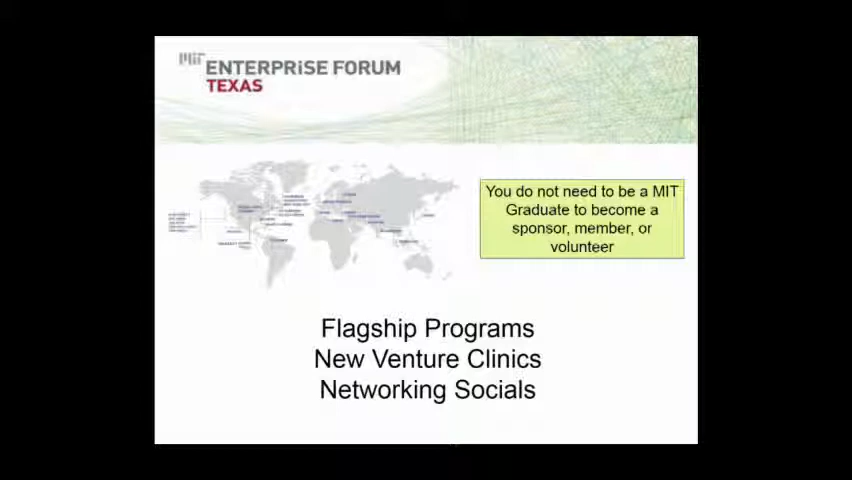 MiT ENTERPRiSE FORUM
TEXAS
You do not need to be a MIT
Graduate to become a
sponsor, member, or
volunteer
Flagship Programs
New Venture Clinics
Networking Socials